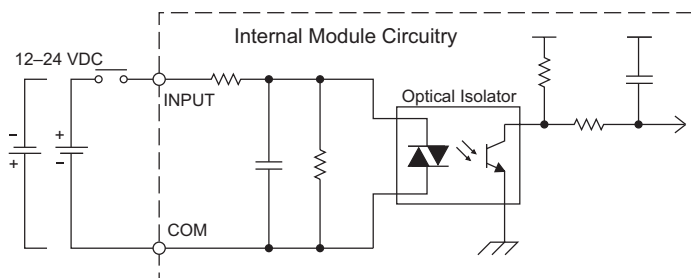 Internal Module Circuitry
12–24 VDC
INPUT
Optical Isolator
-
+
+
-
COM